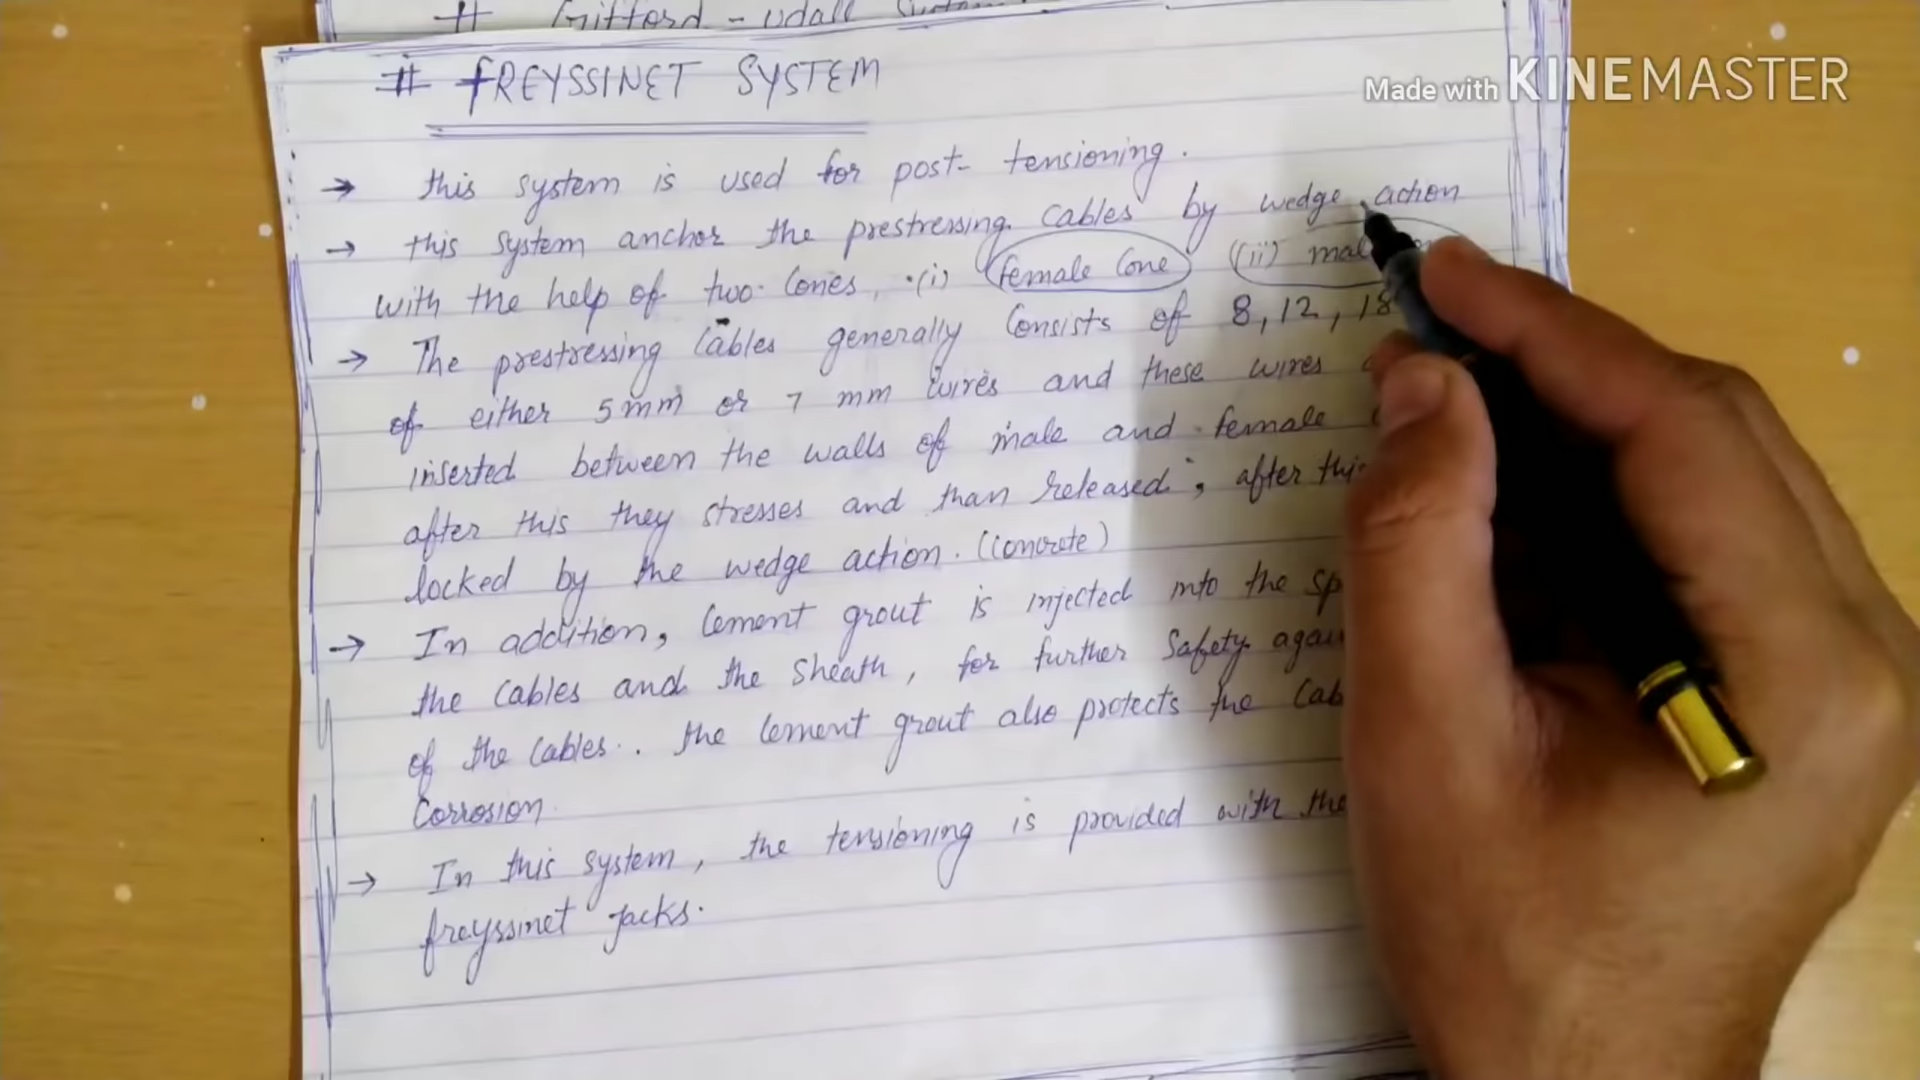 # Gifford - Udall System
Made with KINEMASTER
# FREYSSINET SYSTEM
→ this system is used for post- tensioning.
→ this system anchor the prestressing cables by wedge action
with the help of two cones, (i) female cone (ii)
→ The prestressing cables generally consists of 8, 12, 18
of either 5mm or 7 mm wires and these wires
inserted between the walls of male and female
after this they stresses and than released; after
locked by the wedge action. (concrete)
→ In addition, cement grout is injected into the
the cables and the sheath, for further safety
of the cables.. the cement grout also protects the
corrosion.
→ In this system, the tensioning is provided with the
freyssinet jacks.